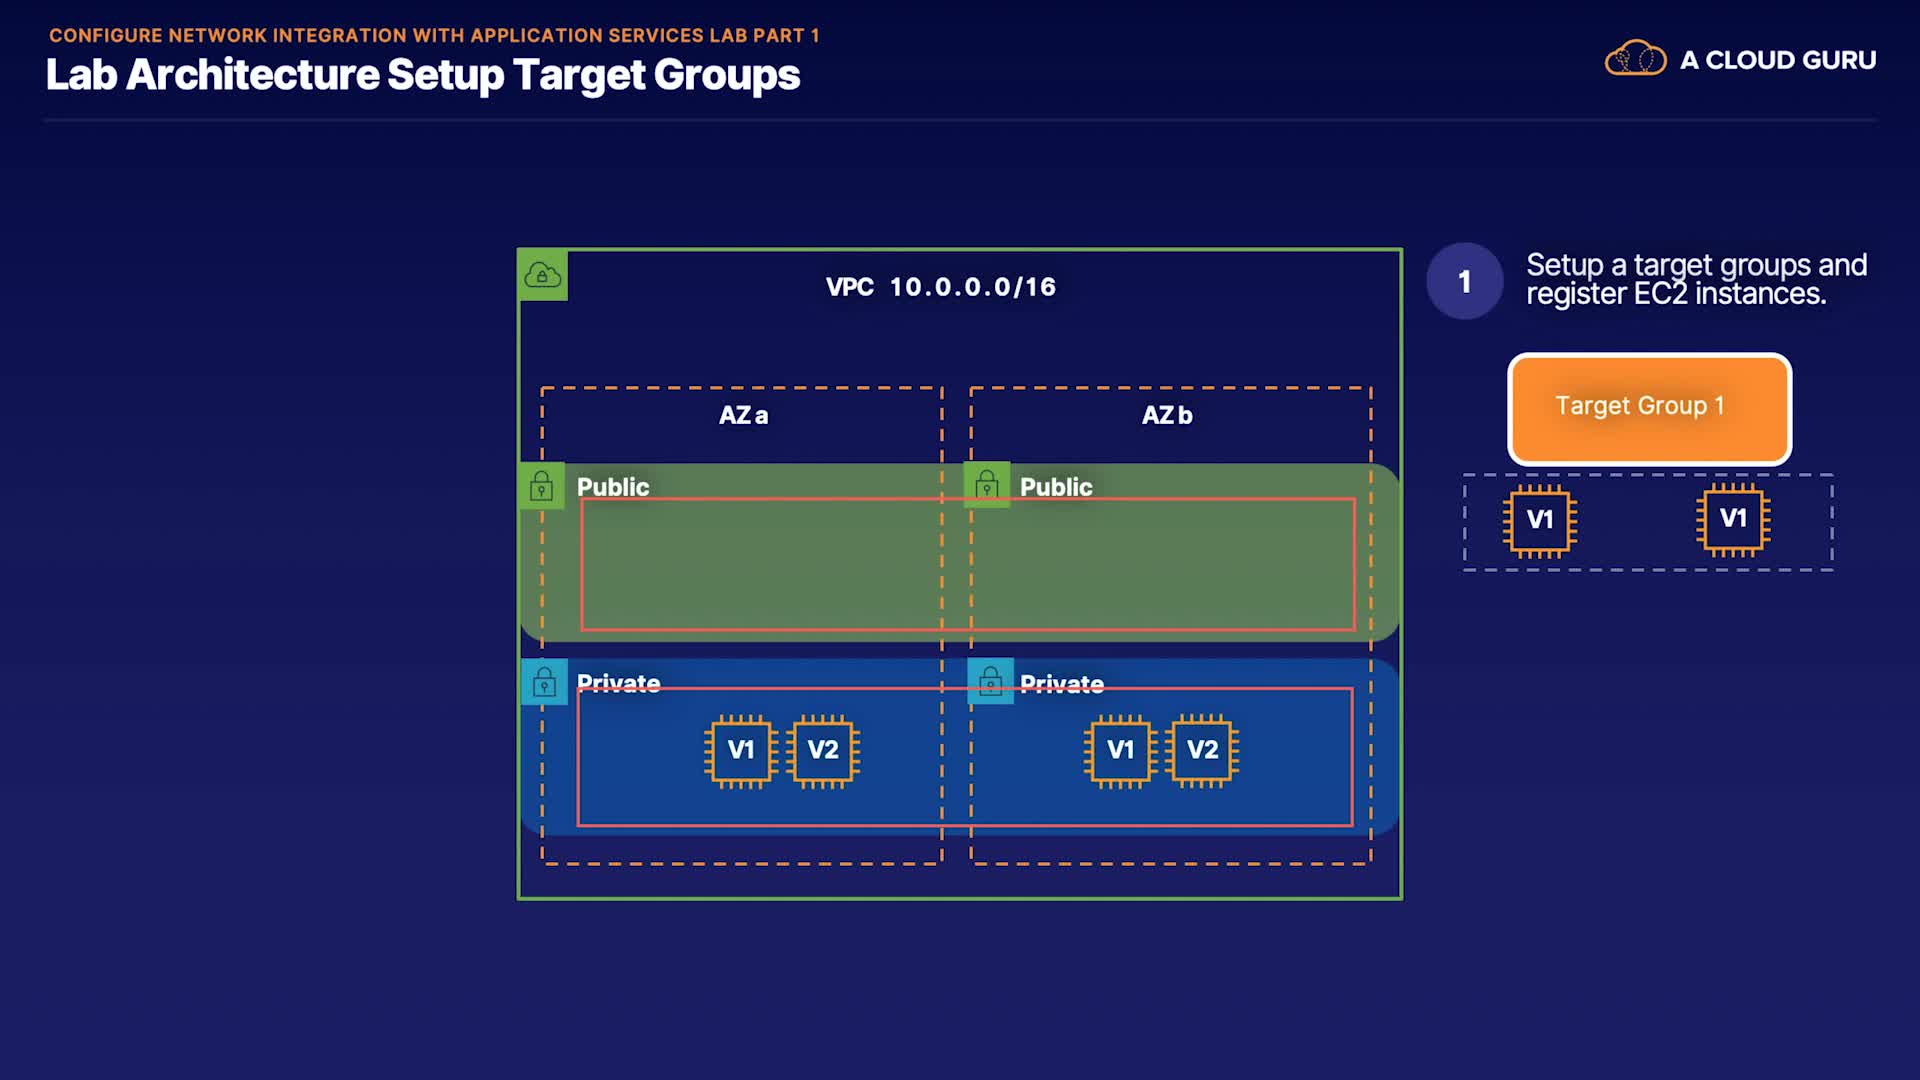 CONFIGURE NETWORK INTEGRATION WITH APPLICATION SERVICES LAB PART 1
Lab Architecture Setup Target Groups
A CLOUD GURU
VPC 10.0.0.0/16
AZ a
AZ b
Public
Public
Private
Private
V1
V2
V1
V2
1
Setup a target groups and
register EC2 instances.
Target Group 1
V1
V1